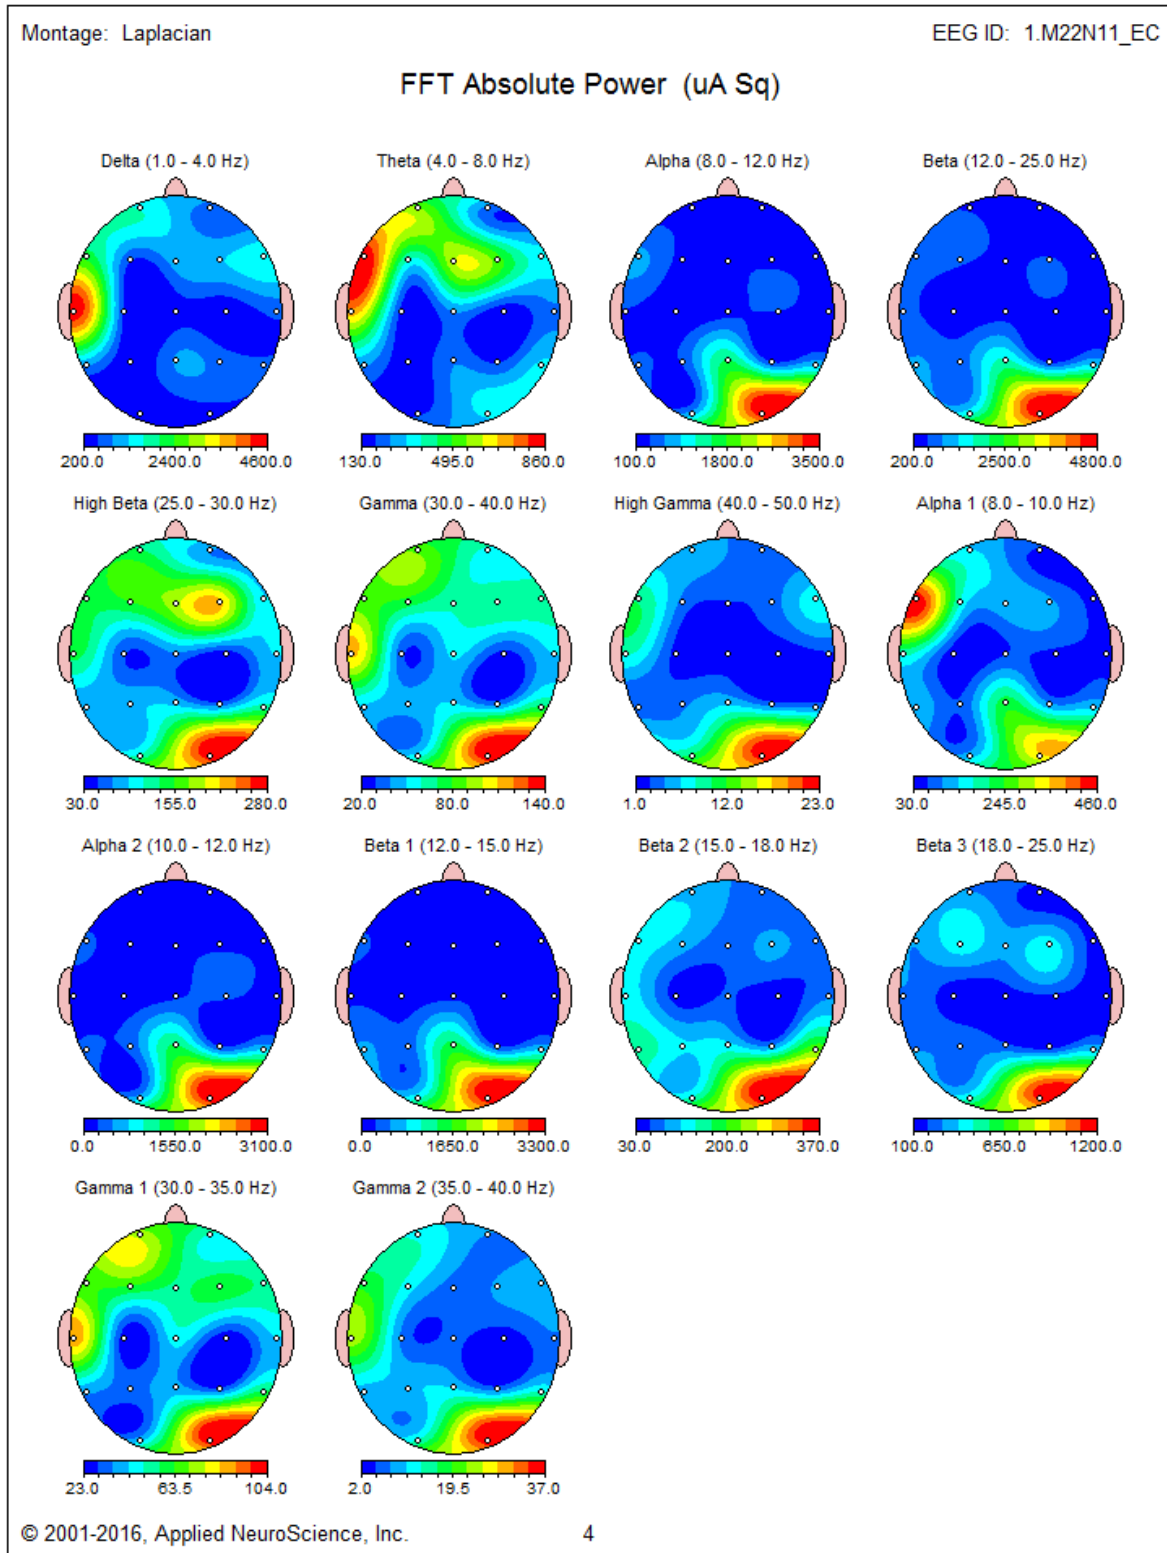 Montage: Laplacian EEG ID: 1.M22N11_EC
FFT Absolute Power (uA Sq)
Delta (1.0 - 4.0 Hz) Theta (4.0 - 8.0 Hz) Alpha (8.0 - 12.0 Hz) Beta (12.0 - 25.0 Hz)
200.0 2400.0 4600.0 130.0 495.0 860.0 100.0 1800.0 3500.0 200.0 2500.0 4800.0
High Beta (25.0 - 30.0 Hz) Gamma (30.0 - 40.0 Hz) High Gamma (40.0 - 50.0 Hz) Alpha 1 (8.0 - 10.0 Hz)
30.0 155.0 280.0 20.0 80.0 140.0 1.0 12.0 23.0 30.0 245.0 460.0
Alpha 2 (10.0 - 12.0 Hz) Beta 1 (12.0 - 15.0 Hz) Beta 2 (15.0 - 18.0 Hz) Beta 3 (18.0 - 25.0 Hz)
0.0 1550.0 3100.0 0.0 1650.0 3300.0 30.0 200.0 370.0 100.0 650.0 1200.0
Gamma 1 (30.0 - 35.0 Hz) Gamma 2 (35.0 - 40.0 Hz)
23.0 63.5 104.0 2.0 19.5 37.0
© 2001-2016, Applied NeuroScience, Inc. 4